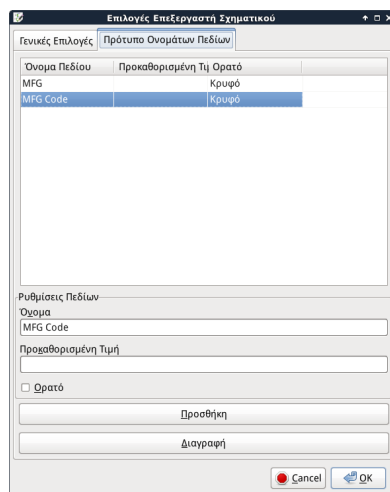 Επιλογές Επεξεργαστή Σχηματικού
Γενικές Επιλογές Πρότυπο Ονομάτων Πεδίων
Όνομα Πεδίου Προκαθορισμένη Τιμ Ορατό
MFG Κρυφό
MFG Code Κρυφό
Ρυθμίσεις Πεδίων
Όνομα
MFG Code
Προκαθορισμένη Τιμή
Ορατό
Προσθήκη
Διαγραφή
Cancel OK